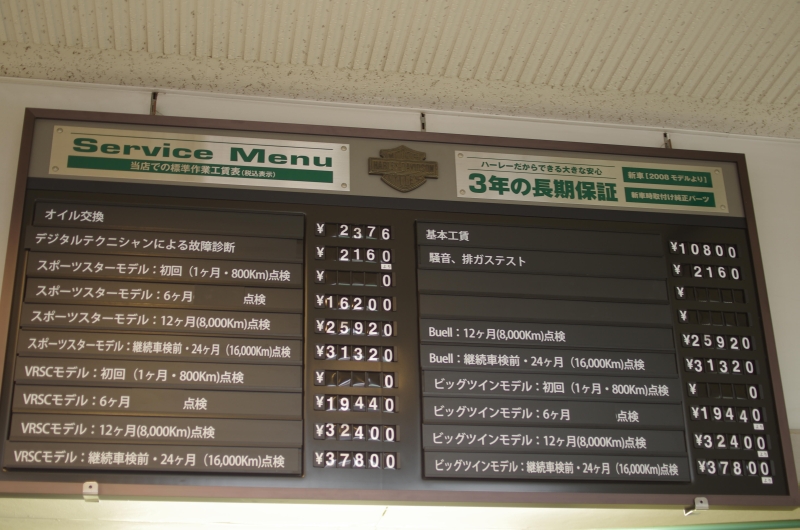 Service Menu
当店での標準作業工賃表(税込表示)
ハーレーだからできる大きな安心
3年の長期保証
新車[2008モデルより]
新車時取付け純正パーツ
オイル交換 ¥2376
デジタルテクニシャンによる故障診断 ¥2160
スポーツスターモデル：初回（1ヶ月・800Km)点検 ¥0
スポーツスターモデル：6ヶ月 点検 ¥16200
スポーツスターモデル：12ヶ月(8,000Km)点検 ¥25920
スポーツスターモデル：継続車検前・24ヶ月（16,000Km)点検 ¥31320
VRSCモデル：初回（1ヶ月・800Km)点検 ¥0
VRSCモデル：6ヶ月 点検 ¥19440
VRSCモデル：12ヶ月(8,000Km)点検 ¥32400
VRSCモデル：継続車検前・24ヶ月（16,000Km)点検 ¥37800
基本工賃 ¥10800
騒音、排ガステスト ¥2160
¥
¥
Buell：12ヶ月(8,000Km)点検 ¥25920
Buell：継続車検前・24ヶ月（16,000Km)点検 ¥31320
ビッグツインモデル：初回（1ヶ月・800Km)点検 ¥0
ビッグツインモデル：6ヶ月 点検 ¥19440
ビッグツインモデル：12ヶ月(8,000Km)点検 ¥32400
ビッグツインモデル：継続車検前・24ヶ月（16,000Km)点検 ¥37800